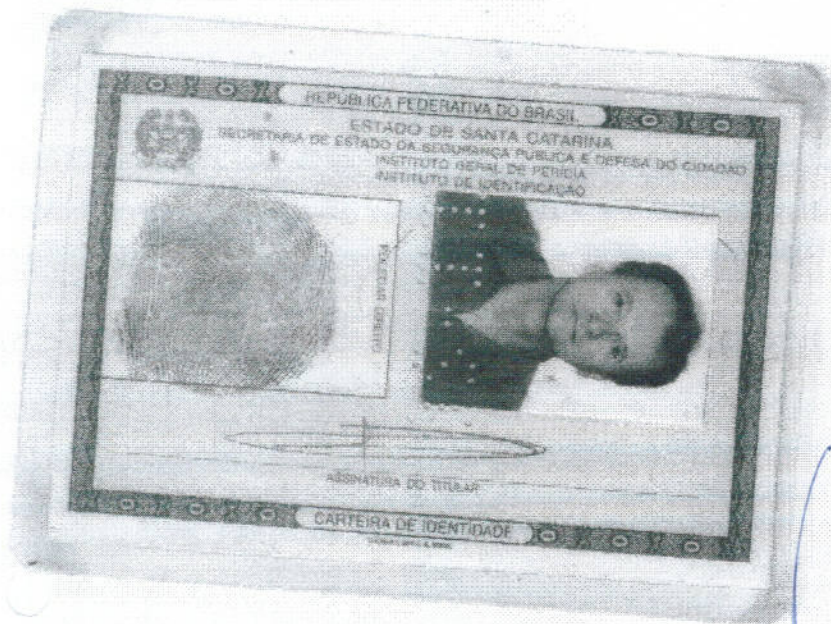 REPÚBLICA FEDERATIVA DO BRASIL
ESTADO DE SANTA CATARINA
SECRETARIA DE ESTADO DA SEGURANÇA PÚBLICA E DEFESA DO CIDADÃO
INSTITUTO GERAL DE PERÍCIA
INSTITUTO DE IDENTIFICAÇÃO
POLEGAR DIREITO
ASSINATURA DO TITULAR
CARTEIRA DE IDENTIDADE